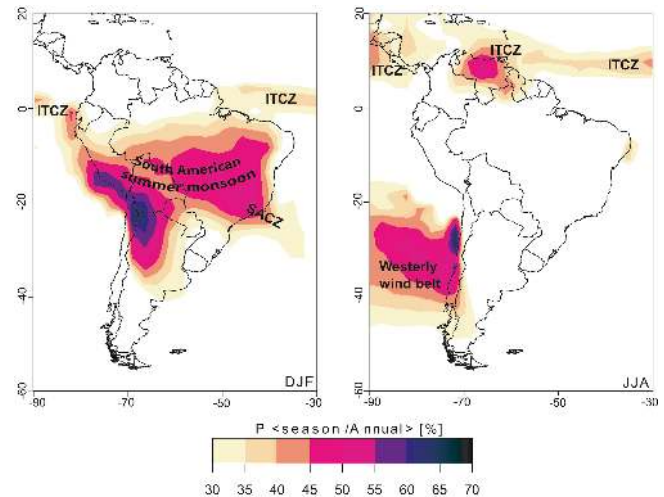 20
0
-20
-40
-60
-90
-70
-50
-30
ITCZ
ITCZ
South American
summer monsoon
SACZ
DJF
-90
-70
-50
-30
20
0
-20
-40
-60
ITCZ
ITCZ
ITCZ
Westerly
wind belt
JJA
P <season/Annual> [%]
30 35 40 45 50 55 60 65 70